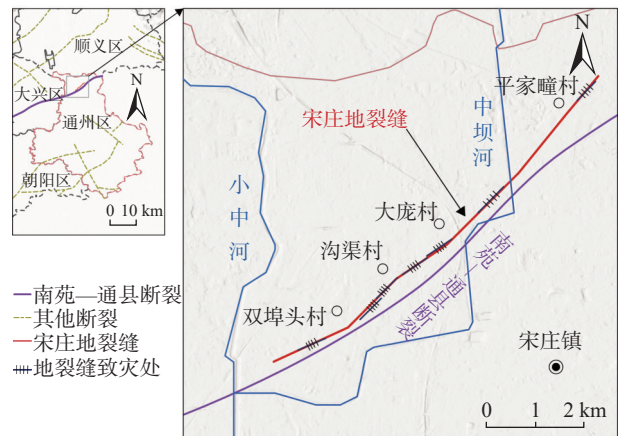 顺义区
N
大兴区
通州区
朝阳区
0 10 km
南苑—通县断裂
其他断裂
宋庄地裂缝
地裂缝致灾处
N
平家疃村
中坝河
宋庄地裂缝
小中河
大庞村
沟渠村
南苑—通县断裂
双埠头村
宋庄镇
0 1 2 km